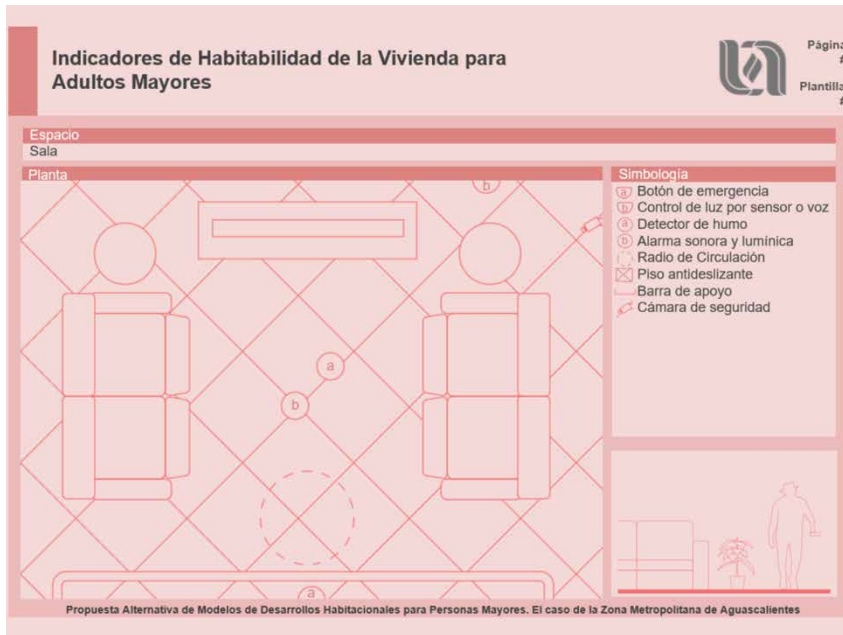 Indicadores de Habitabilidad de la Vivienda para
Adultos Mayores
Página
#
Plantilla
#
Espacio
Sala
Planta
b
a
b
a
Simbología
a Botón de emergencia
b Control de luz por sensor o voz
a Detector de humo
b Alarma sonora y lumínica
Radio de Circulación
Piso antideslizante
Barra de apoyo
Cámara de seguridad
Propuesta Alternativa de Modelos de Desarrollos Habitacionales para Personas Mayores. El caso de la Zona Metropolitana de Aguascalientes